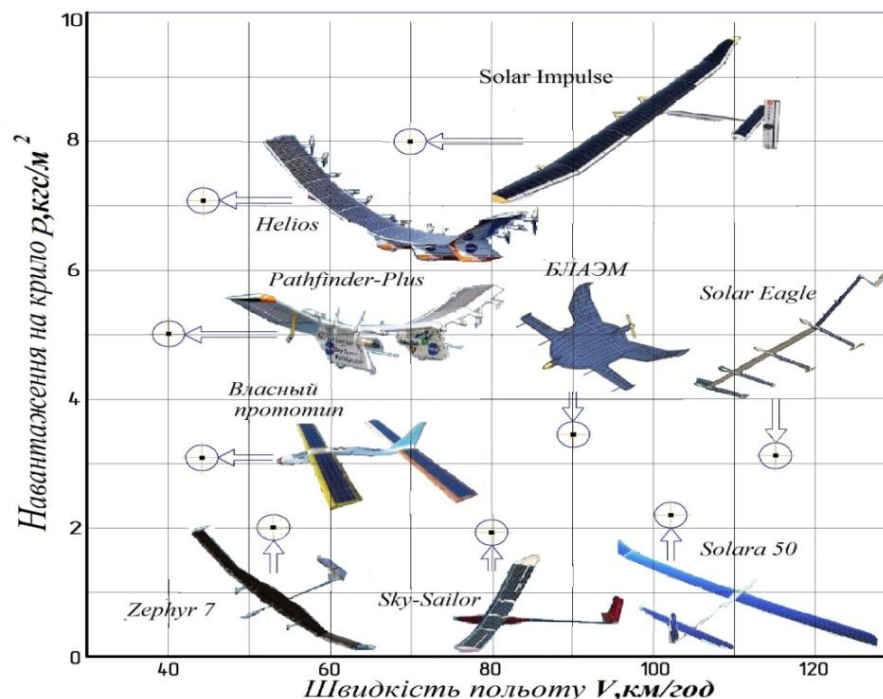 10
8
6
4
2
0
Навантаження на крило p,кгс/м²
Solar Impulse
Helios
БЛАЭМ
Pathfinder-Plus
Solar Eagle
Власный
прототип
Solara 50
Sky-Sailor
Zephyr 7
40 60 80 100 120
Швидкість польоту V,км/год